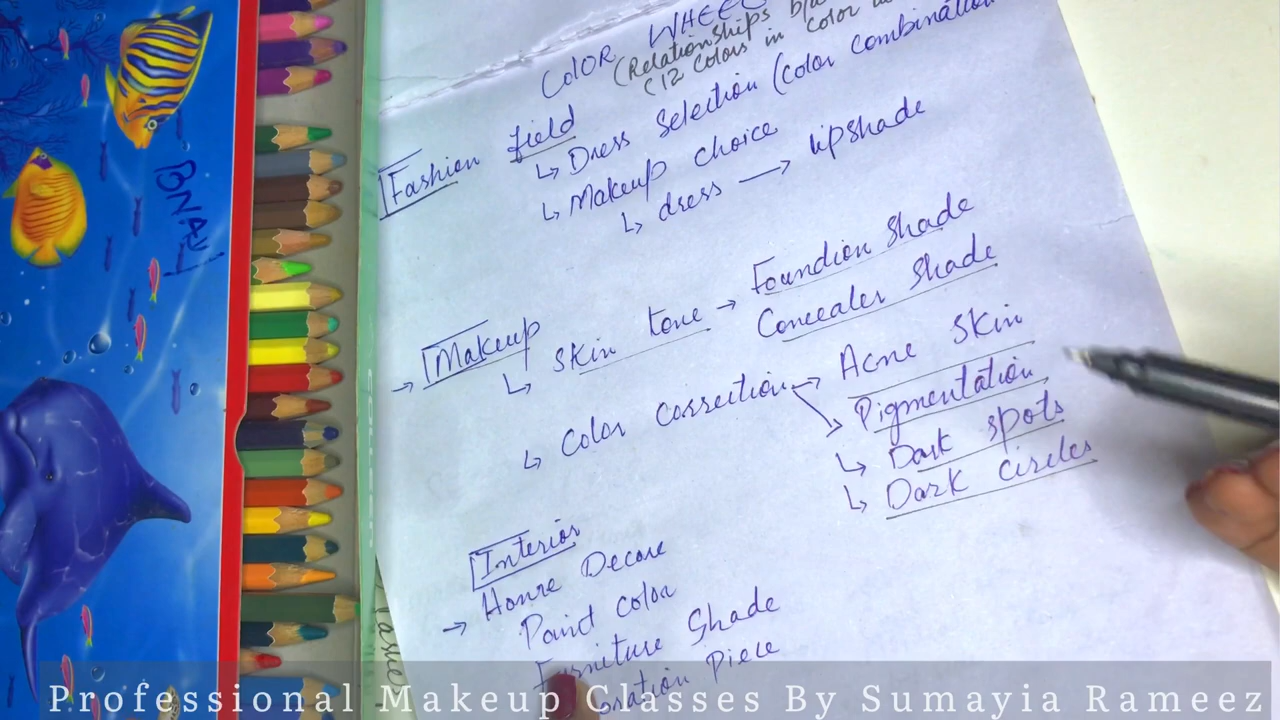 COLOR WHEEL
(Relationships b/w
(12 Colors in Color
Fashion field
↳ Dress Selection (Color Combination
↳ Makeup choice
↳ dress → lipshade
→ Makeup
↳ Skin tone → Foundion Shade
Concealer Shade
↳ Color correction → Acne Skin
↘ Pigmentation
↳ Dark spots
↳ Dark Circles
Interior
→ Home Decore
Paint color
Furniture Shade
oration Piece
BNAY
Professional Makeup Classes By Sumayia Rameez